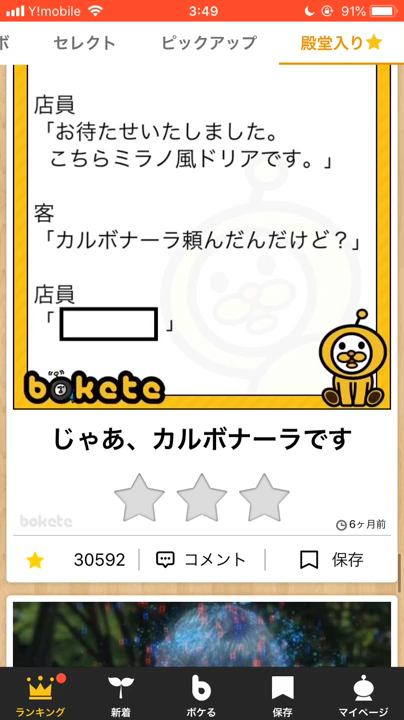 Y!mobile 3:49 91%
ボ セレクト ピックアップ 殿堂入り
店員
「お待たせいたしました。
こちらミラノ風ドリアです。」
客
「カルボナーラ頼んだんだけど?」
店員
「 」
bokete
じゃあ、カルボナーラです
bokete 6ヶ月前
30592 コメント 保存
ランキング 新着 ボケる 保存 マイページ